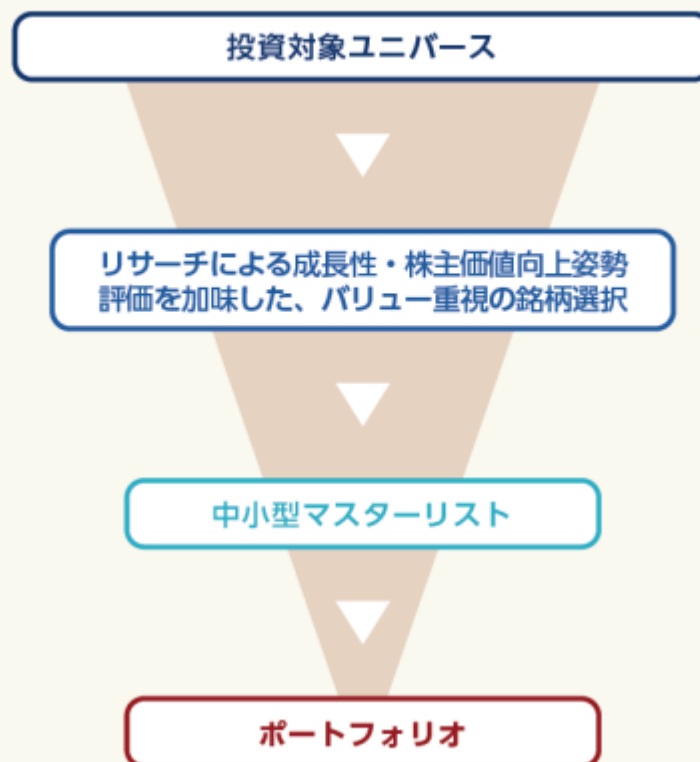 投資対象ユニバース
リサーチによる成長性・株主価値向上姿勢
評価を加味した、バリュー重視の銘柄選択
中小型マスターリスト
ポートフォリオ